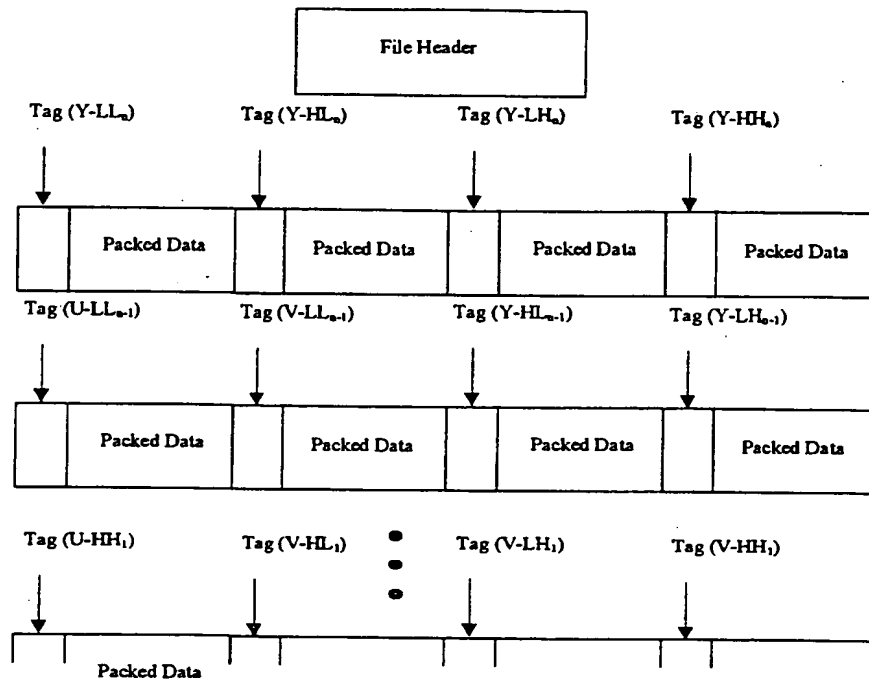 File Header
Tag (Y-LLₙ) Tag (Y-HLₙ) Tag (Y-LHₙ) Tag (Y-HHₙ)
Packed Data Packed Data Packed Data Packed Data
Tag (U-LLₙ₋₁) Tag (V-LLₙ₋₁) Tag (Y-HLₙ₋₁) Tag (Y-LHₙ₋₁)
Packed Data Packed Data Packed Data Packed Data
Tag (U-HH₁) Tag (V-HL₁) Tag (V-LH₁) Tag (V-HH₁)
Packed Data